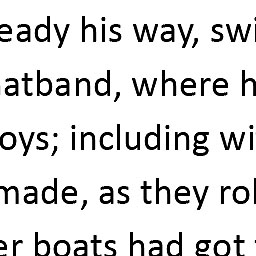 eady his way, swi
atband, where h
oys; including wi
made, as they rol
er boats had got